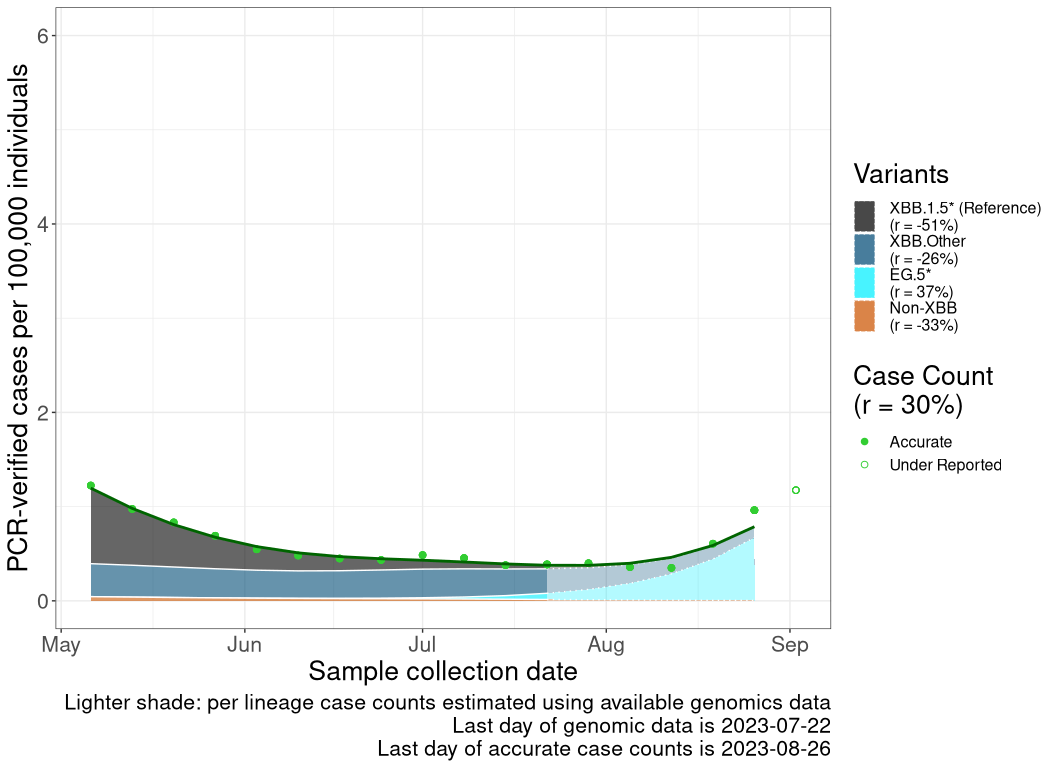 PCR-verified cases per 100,000 individuals
6
4
2
0
May
Jun
Jul
Aug
Sep
Sample collection date
Lighter shade: per lineage case counts estimated using available genomics data
Last day of genomic data is 2023-07-22
Last day of accurate case counts is 2023-08-26
Variants
XBB.1.5* (Reference)
(r = -51%)
XBB.Other
(r = -26%)
EG.5*
(r = 37%)
Non-XBB
(r = -33%)
Case Count
(r = 30%)
Accurate
Under Reported